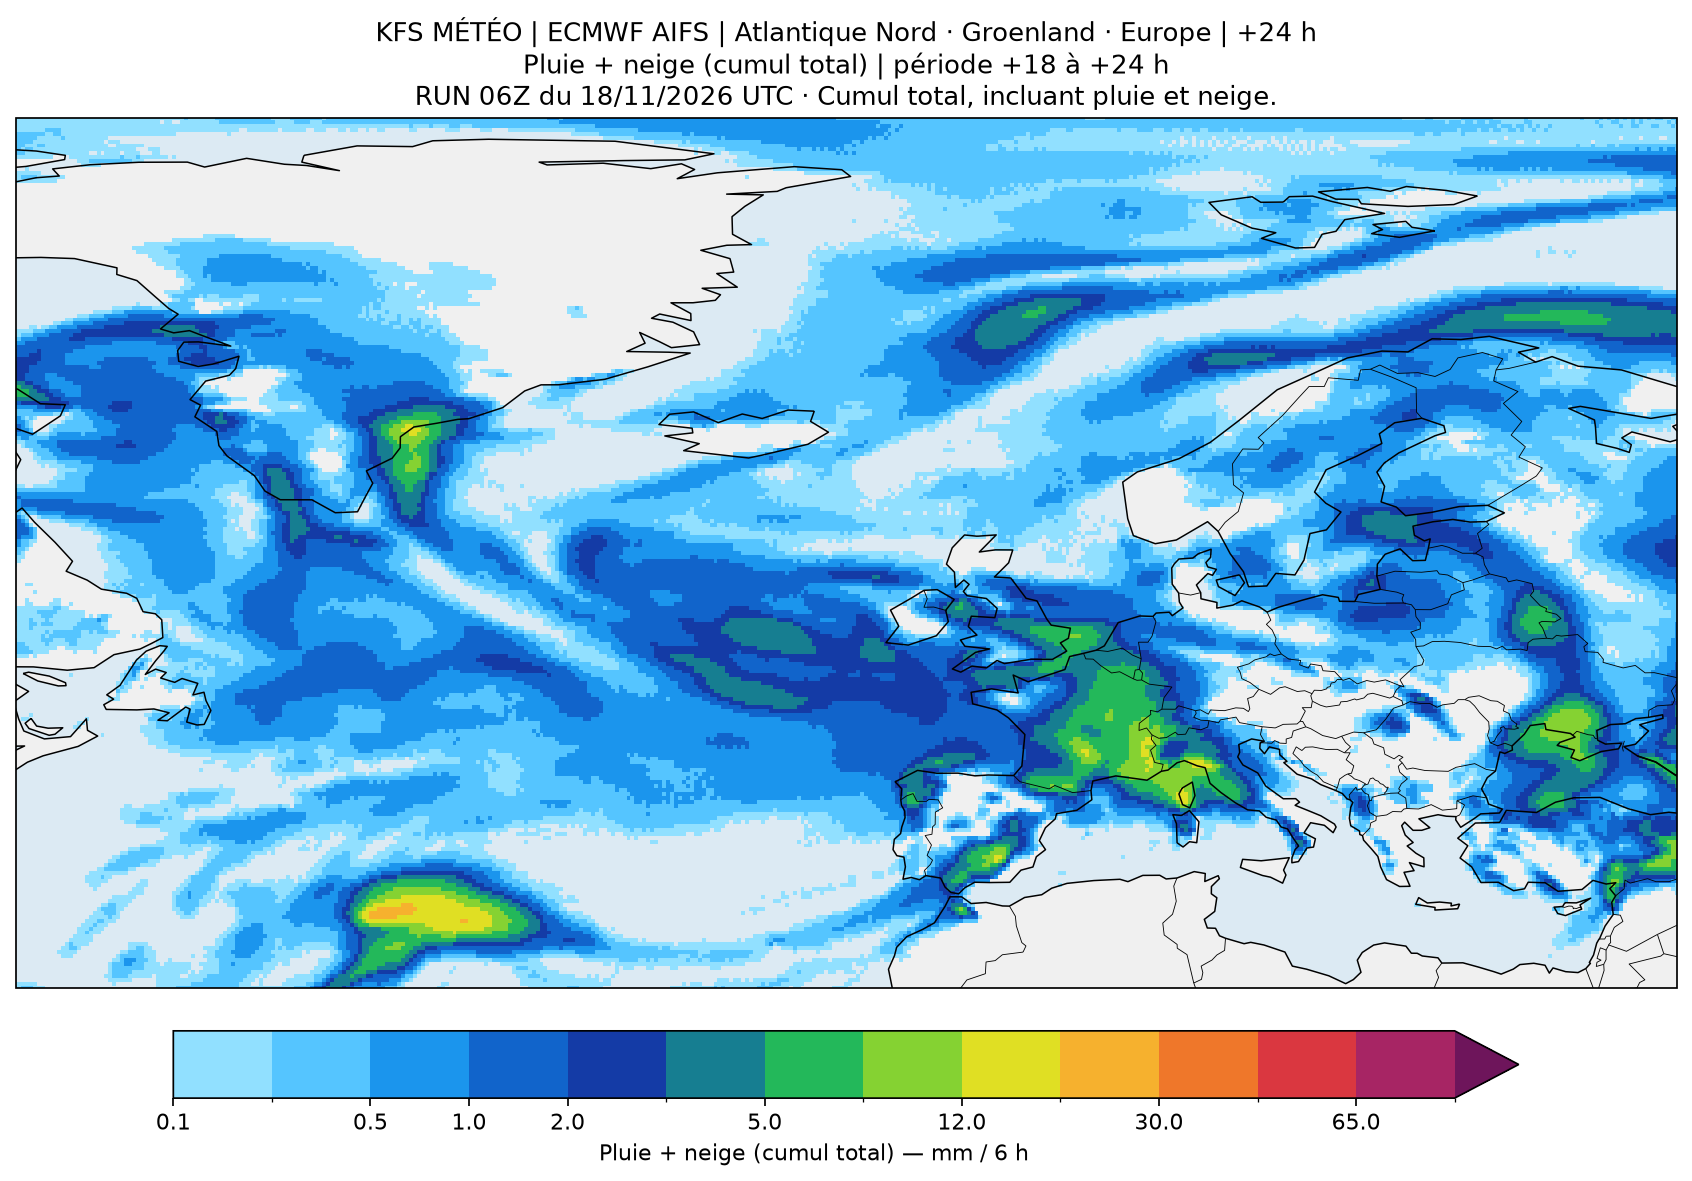 KFS MÉTÉO | ECMWF AIFS | Atlantique Nord · Groenland · Europe | +24 h
Pluie + neige (cumul total) | période +18 à +24 h
RUN 06Z du 18/11/2026 UTC · Cumul total, incluant pluie et neige.
0.1 0.5 1.0 2.0 5.0 12.0 30.0 65.0
Pluie + neige (cumul total) — mm / 6 h